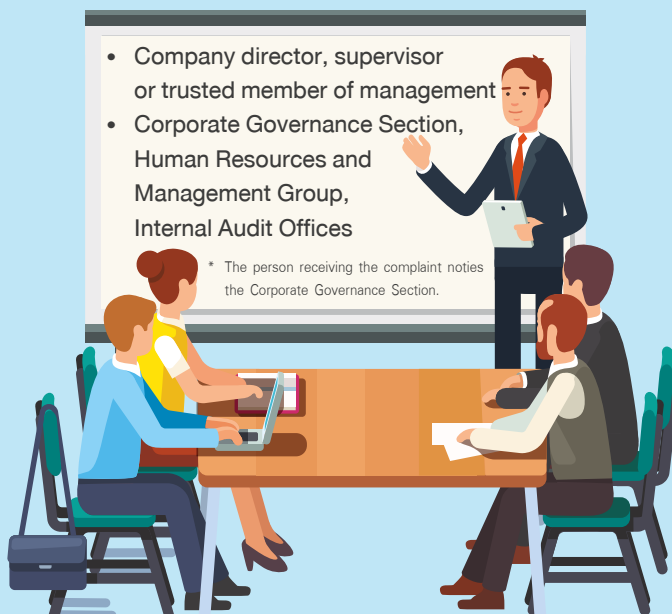 • Company director, supervisor
or trusted member of management
• Corporate Governance Section,
Human Resources and
Management Group,
Internal Audit Offices
* The person receiving the complaint noties
the Corporate Governance Section.